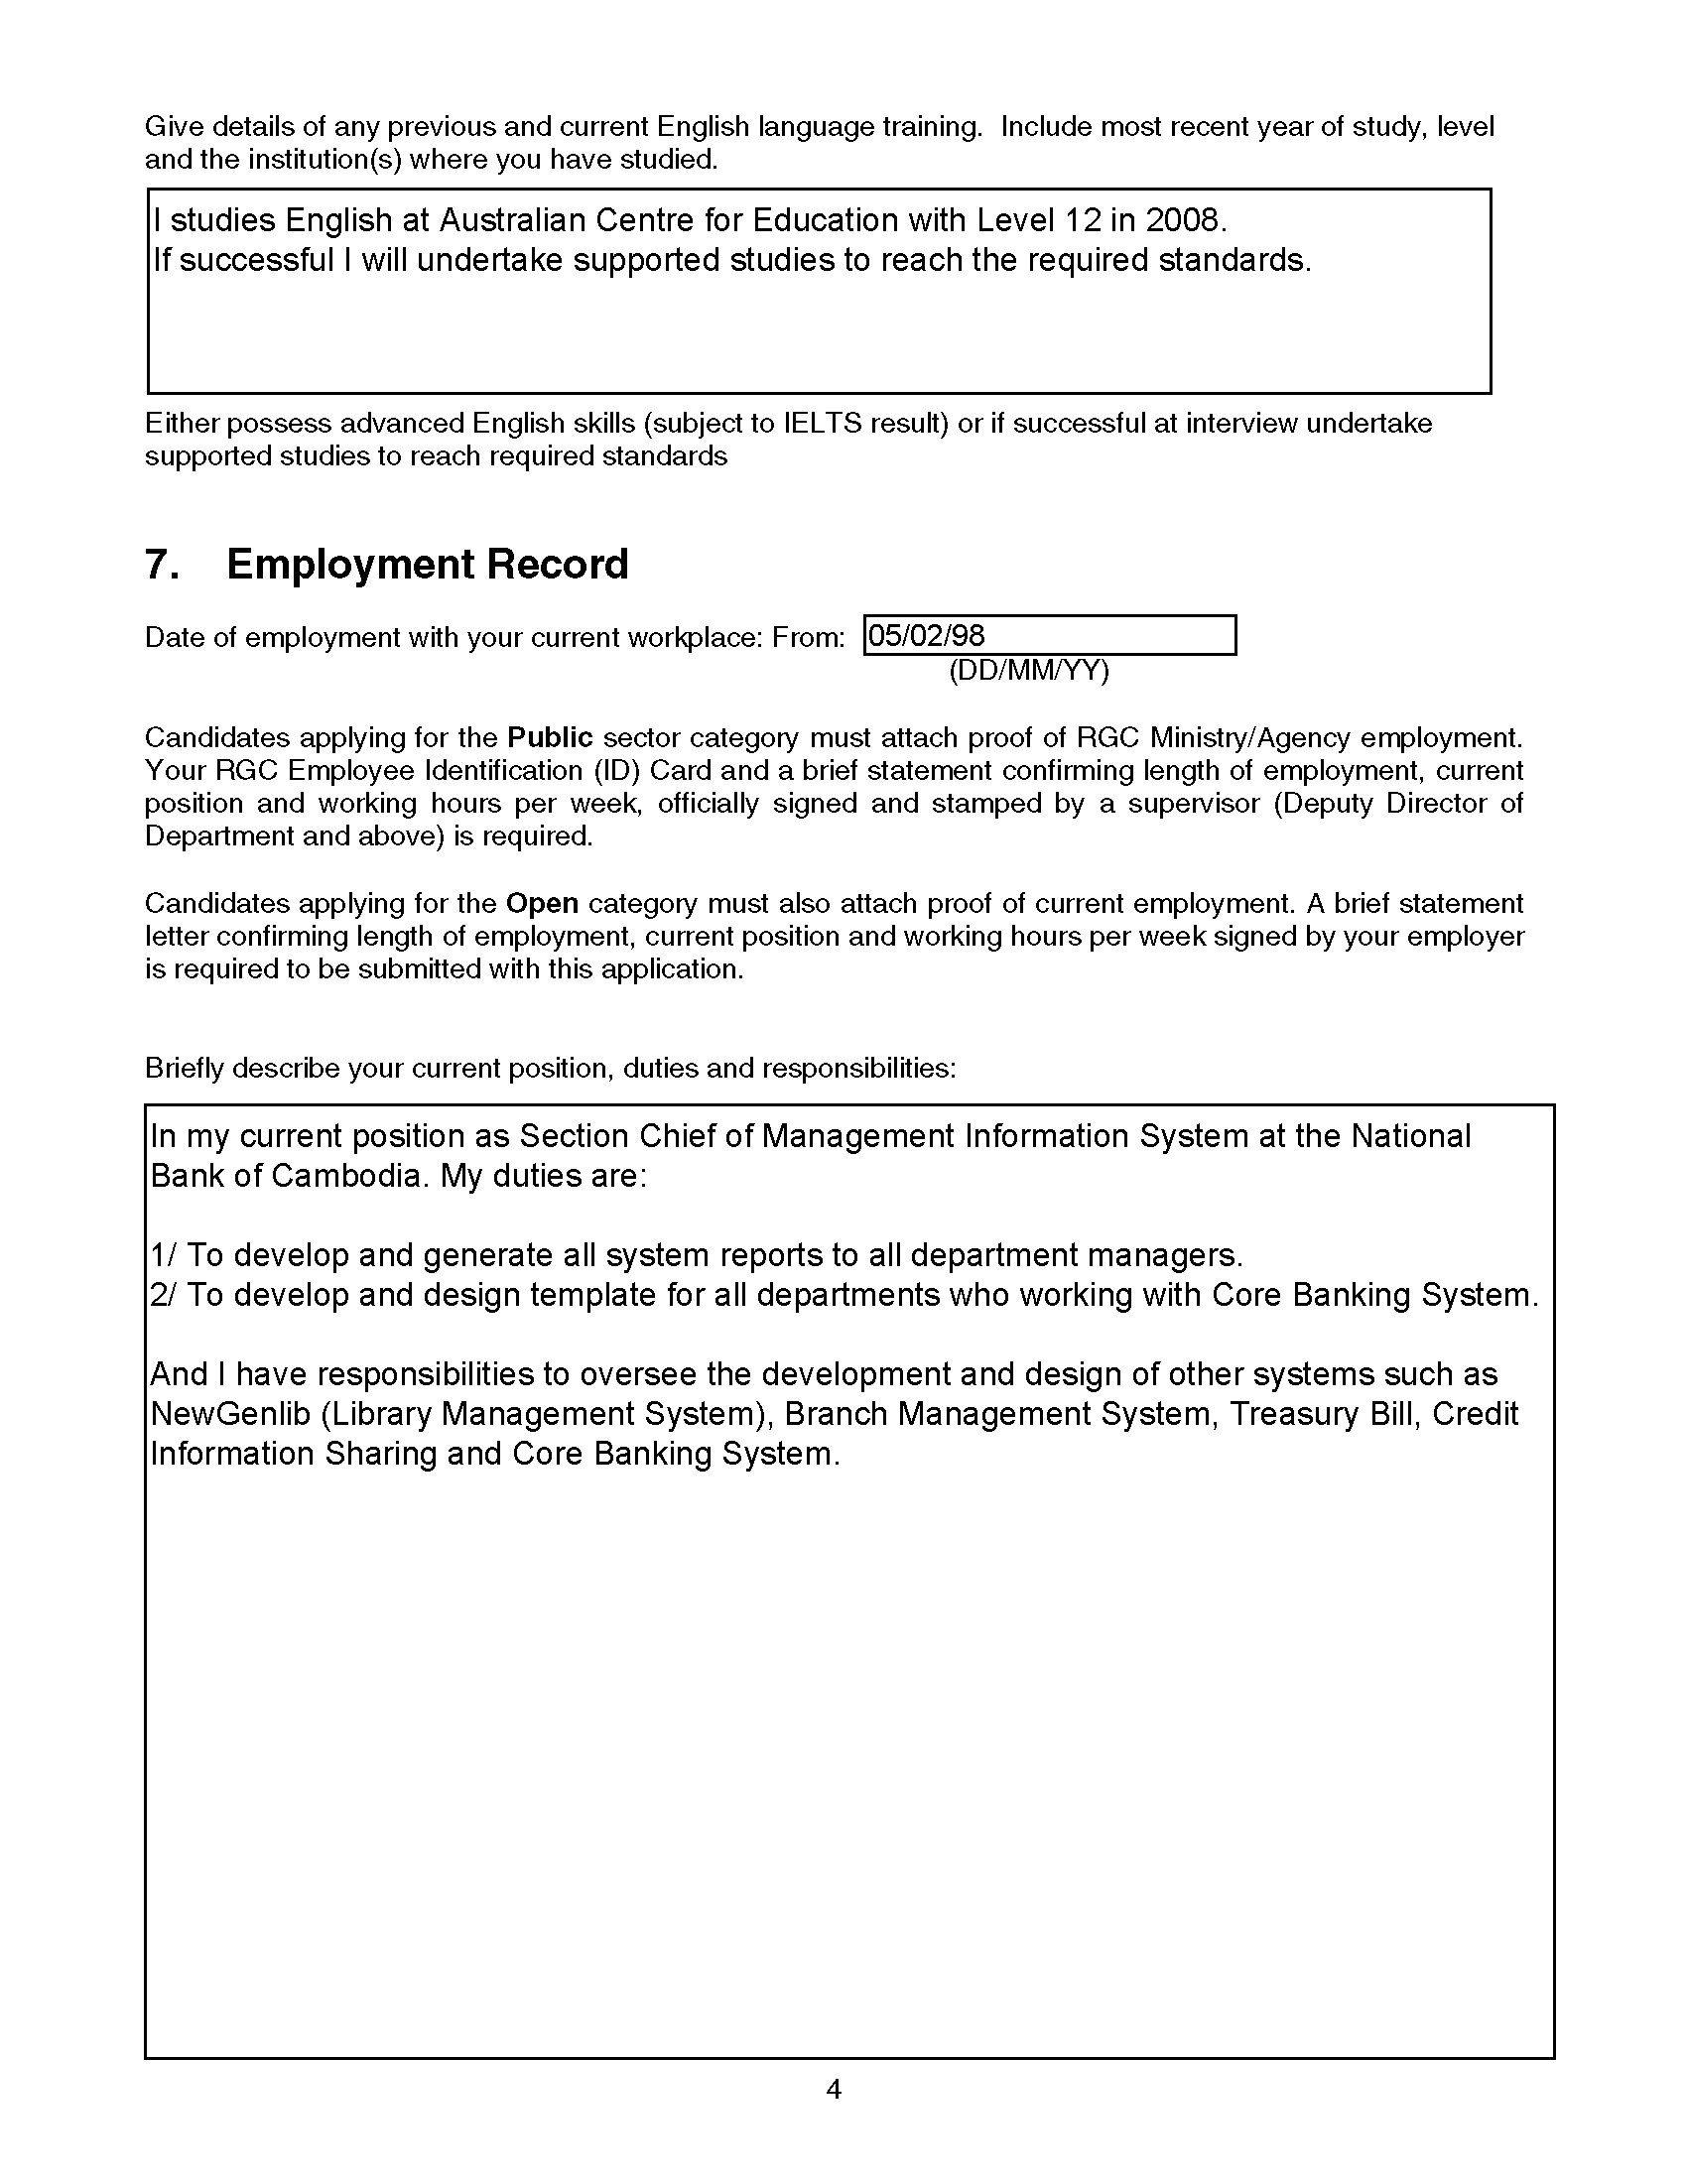 Give details of any previous and current English language training.  Include most recent year of study, level
and the institution(s) where you have studied.
I studies English at Australian Centre for Education with Level 12 in 2008.
If successful I will undertake supported studies to reach the required standards.
Either possess advanced English skills (subject to IELTS result) or if successful at interview undertake
supported studies to reach required standards
7. Employment Record
Date of employment with your current workplace: From: 05/02/98
(DD/MM/YY)
Candidates applying for the Public sector category must attach proof of RGC Ministry/Agency employment.
Your RGC Employee Identification (ID) Card and a brief statement confirming length of employment, current
position and working hours per week, officially signed and stamped by a supervisor (Deputy Director of
Department and above) is required.
Candidates applying for the Open category must also attach proof of current employment. A brief statement
letter confirming length of employment, current position and working hours per week signed by your employer
is required to be submitted with this application.
Briefly describe your current position, duties and responsibilities:
In my current position as Section Chief of Management Information System at the National
Bank of Cambodia. My duties are:
1/ To develop and generate all system reports to all department managers.
2/ To develop and design template for all departments who working with Core Banking System.
And I have responsibilities to oversee the development and design of other systems such as
NewGenlib (Library Management System), Branch Management System, Treasury Bill, Credit
Information Sharing and Core Banking System.
4